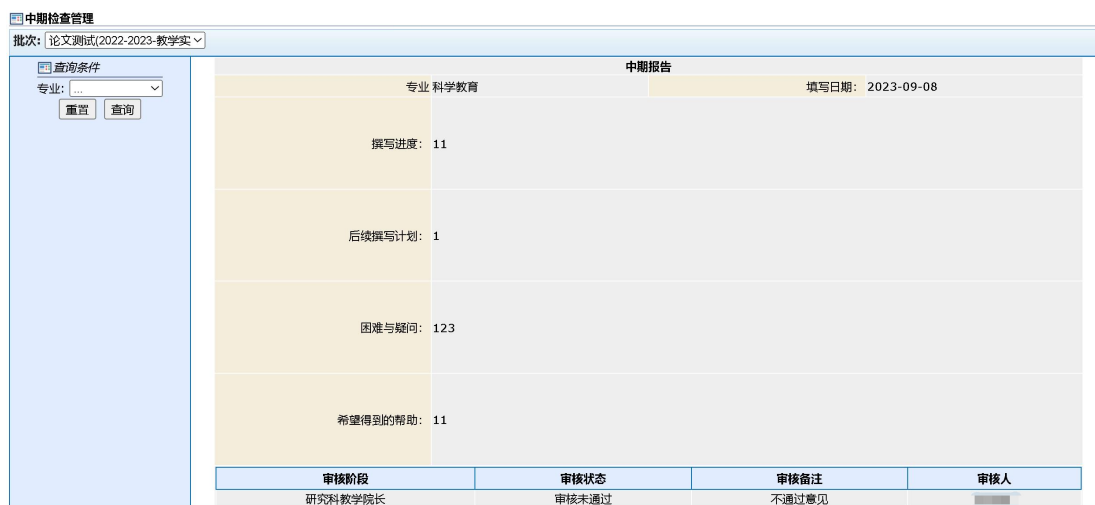 中期检查管理
批次: 论文测试(2022-2023-教学实
查询条件
专业: ...
重置 查询
中期报告
专业 科学教育 填写日期: 2023-09-08
撰写进度: 11
后续撰写计划: 1
困难与疑问: 123
希望得到的帮助: 11
审核阶段 审核状态 审核备注 审核人
研究科教学院长 审核未通过 不通过意见